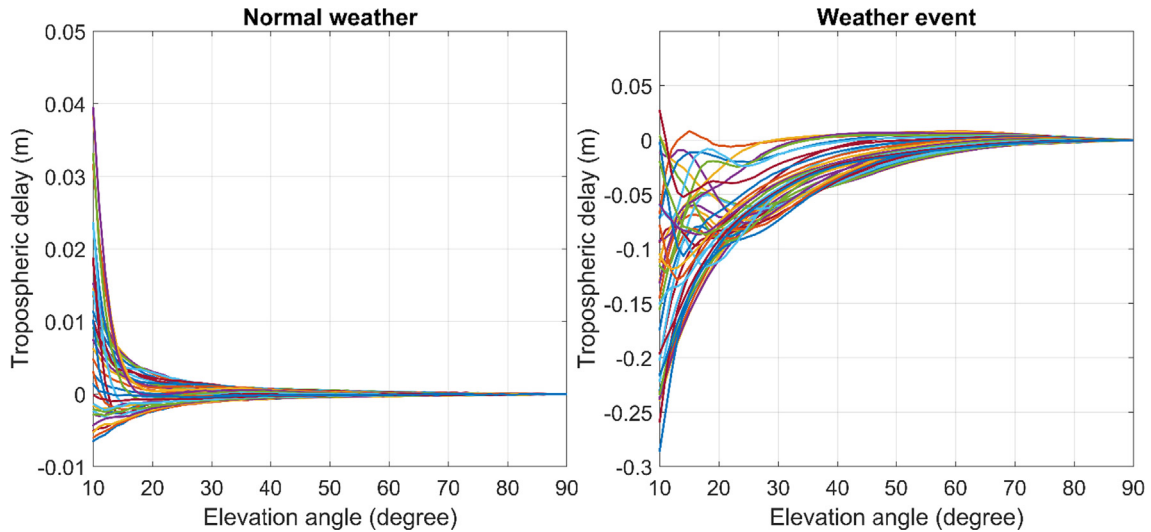 Normal weather
0.05
0.04
0.03
0.02
0.01
0
-0.01
Tropospheric delay (m)
10 20 30 40 50 60 70 80 90
Elevation angle (degree)
Weather event
0.05
0
-0.05
-0.1
-0.15
-0.2
-0.25
-0.3
Tropospheric delay (m)
10 20 30 40 50 60 70 80 90
Elevation angle (degree)